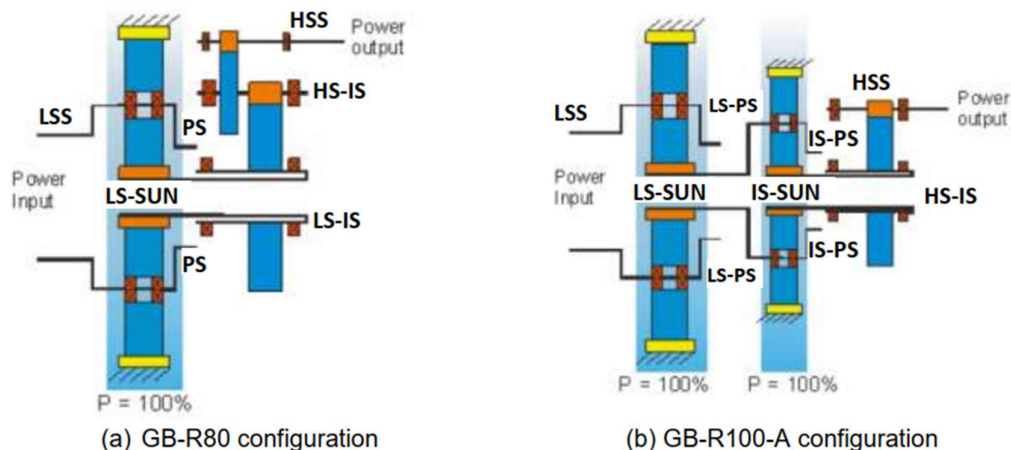 HSS
Power
output
HS-IS
LSS
PS
Power
Input
LS-SUN
LS-IS
PS
P = 100%
(a) GB-R80 configuration
HSS
LS-PS
Power
output
LSS
IS-PS
Power
Input
LS-SUN
IS-SUN
HS-IS
IS-PS
LS-PS
P = 100%
P = 100%
(b) GB-R100-A configuration